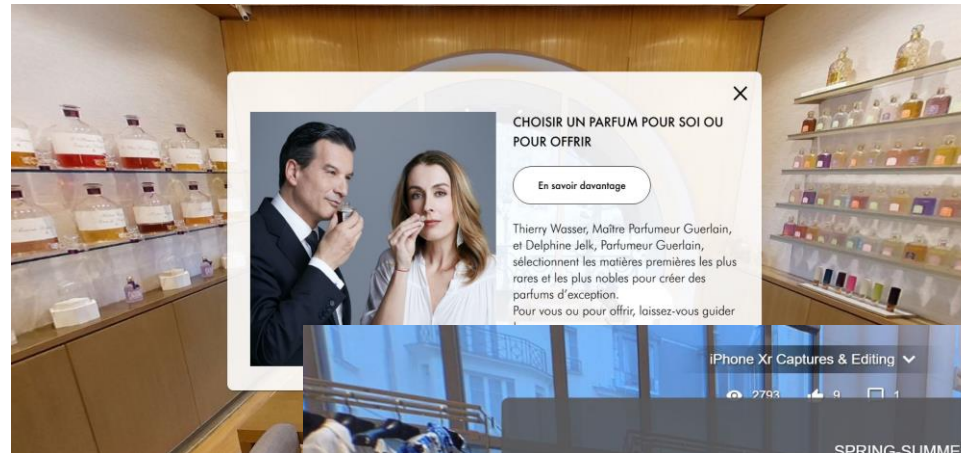 CHOISIR UN PARFUM POUR SOI OU
POUR OFFRIR
En savoir davantage
Thierry Wasser, Maître Parfumeur Guerlain,
et Delphine Jelk, Parfumeur Guerlain,
sélectionnent les matières premières les plus
rares et les plus nobles pour créer des
parfums d'exception.
Pour vous ou pour offrir, laissez-vous guider
iPhone Xr Captures & Editing
2793 9 1